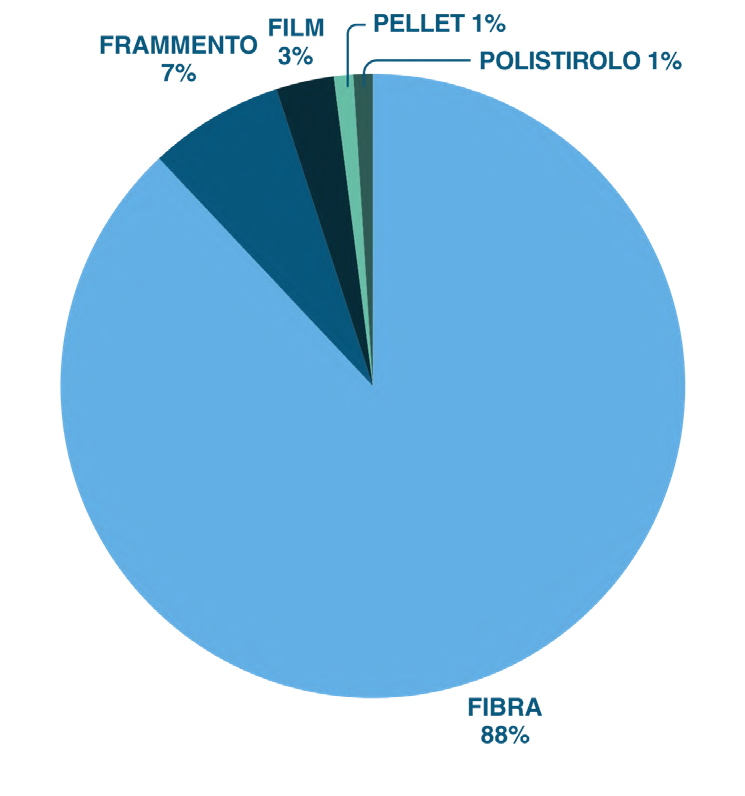 FILM
3%
PELLET 1%
FRAMMENTO
7%
POLISTIROLO 1%
FIBRA
88%